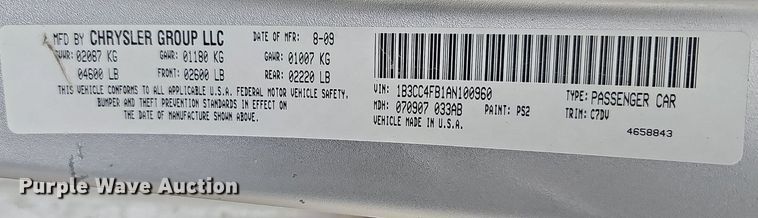 MFD BY CHRYSLER GROUP LLC DATE OF MFR: 8-09
GVWR: 02087 KG GAWR: 01180 KG GAWR: 01007 KG
04600 LB FRONT: 02600 LB REAR: 02220 LB
THIS VEHICLE CONFORMS TO ALL APPLICABLE U.S.A. FEDERAL MOTOR VEHICLE SAFETY,
BUMPER AND THEFT PREVENTION STANDARDS IN EFFECT ON
THE DATE OF MANUFACTURE SHOWN ABOVE.
VIN: 1B3CC4FB1AN100960 TYPE: PASSENGER CAR
MDH: 070907 033AB PAINT: PS2 TRIM: C7DV
VEHICLE MADE IN U.S.A. 4658843
Purple Wave Auction